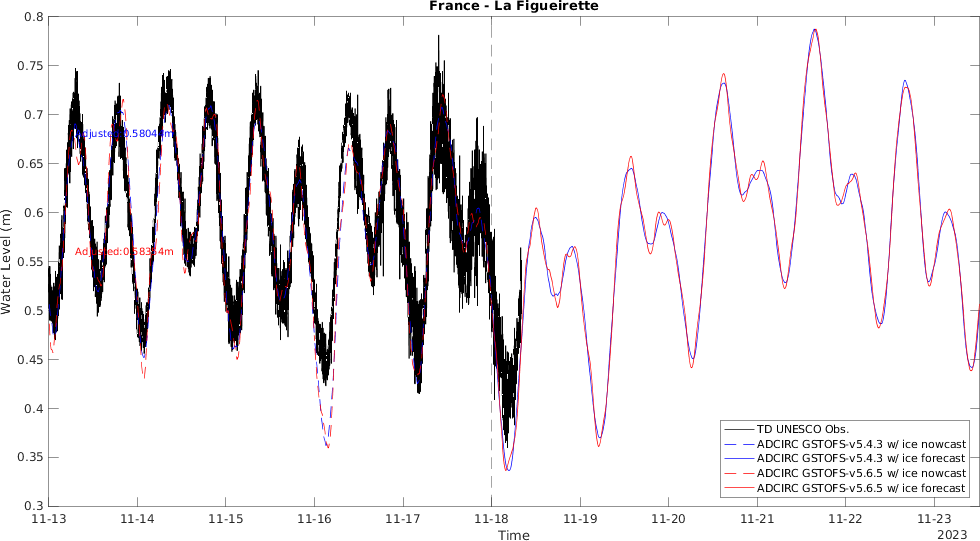 France - La Figueirette
0.8
0.75
0.7
0.65
0.6
0.55
0.5
0.45
0.4
0.35
0.3
Water Level (m)
TD UNESCO Obs.
ADCIRC GSTOFS-v5.4.3 w/ ice nowcast
ADCIRC GSTOFS-v5.4.3 w/ ice forecast
ADCIRC GSTOFS-v5.6.5 w/ ice nowcast
ADCIRC GSTOFS-v5.6.5 w/ ice forecast
11-13 11-14 11-15 11-16 11-17 11-18 11-19 11-20 11-21 11-22 11-23
Time
2023